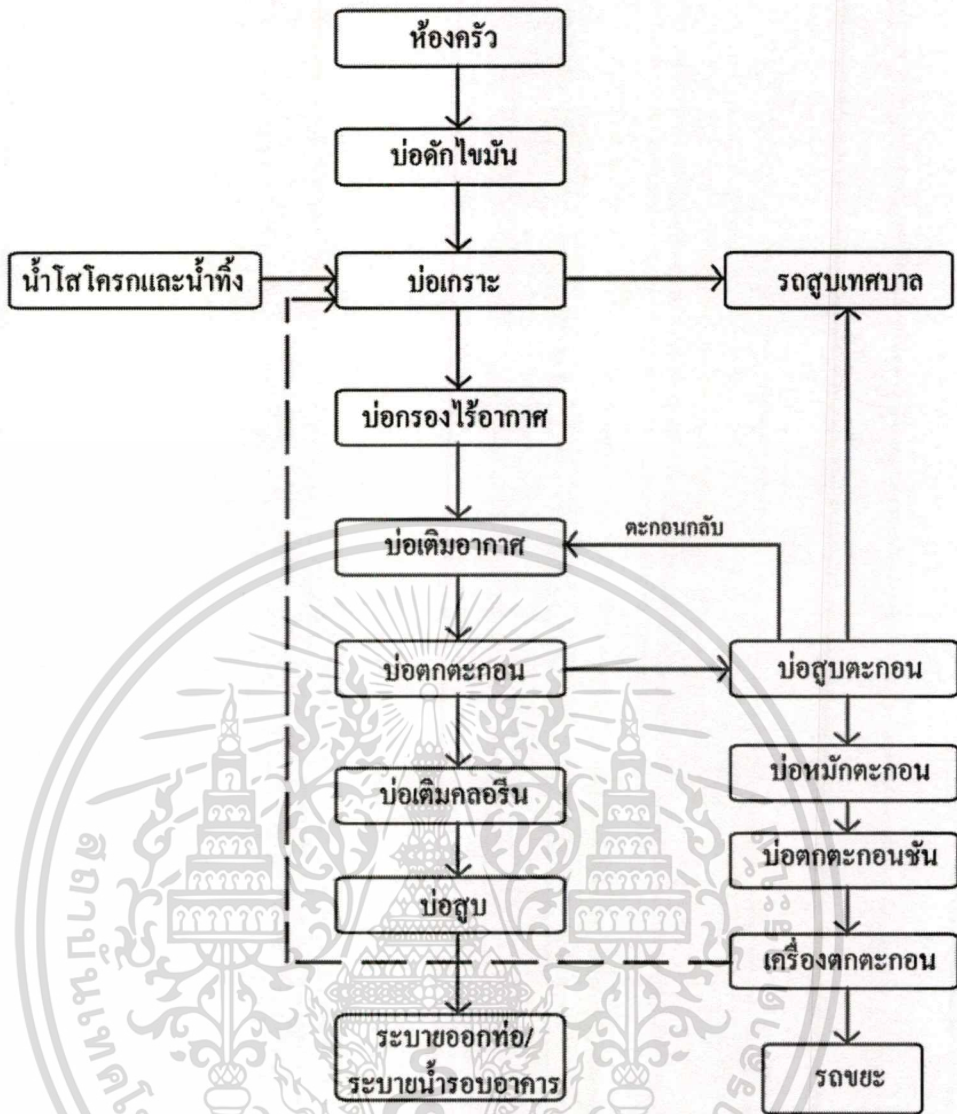 ห้องครัว
บ่อดักไขมัน
น้ำโสโครกและน้ำทิ้ง
บ่อเกราะ
รถสูบเทศบาล
บ่อกรองไร้อากาศ
บ่อเติมอากาศ
ตะกอนกลับ
บ่อตกตะกอน
บ่อสูบตะกอน
บ่อเติมคลอรีน
บ่อหมักตะกอน
บ่อตกตะกอนชัน
บ่อสูบ
เครื่องตกตะกอน
ระบายออกท่อ/
ระบายน้ำรอบอาคาร
รถขยะ